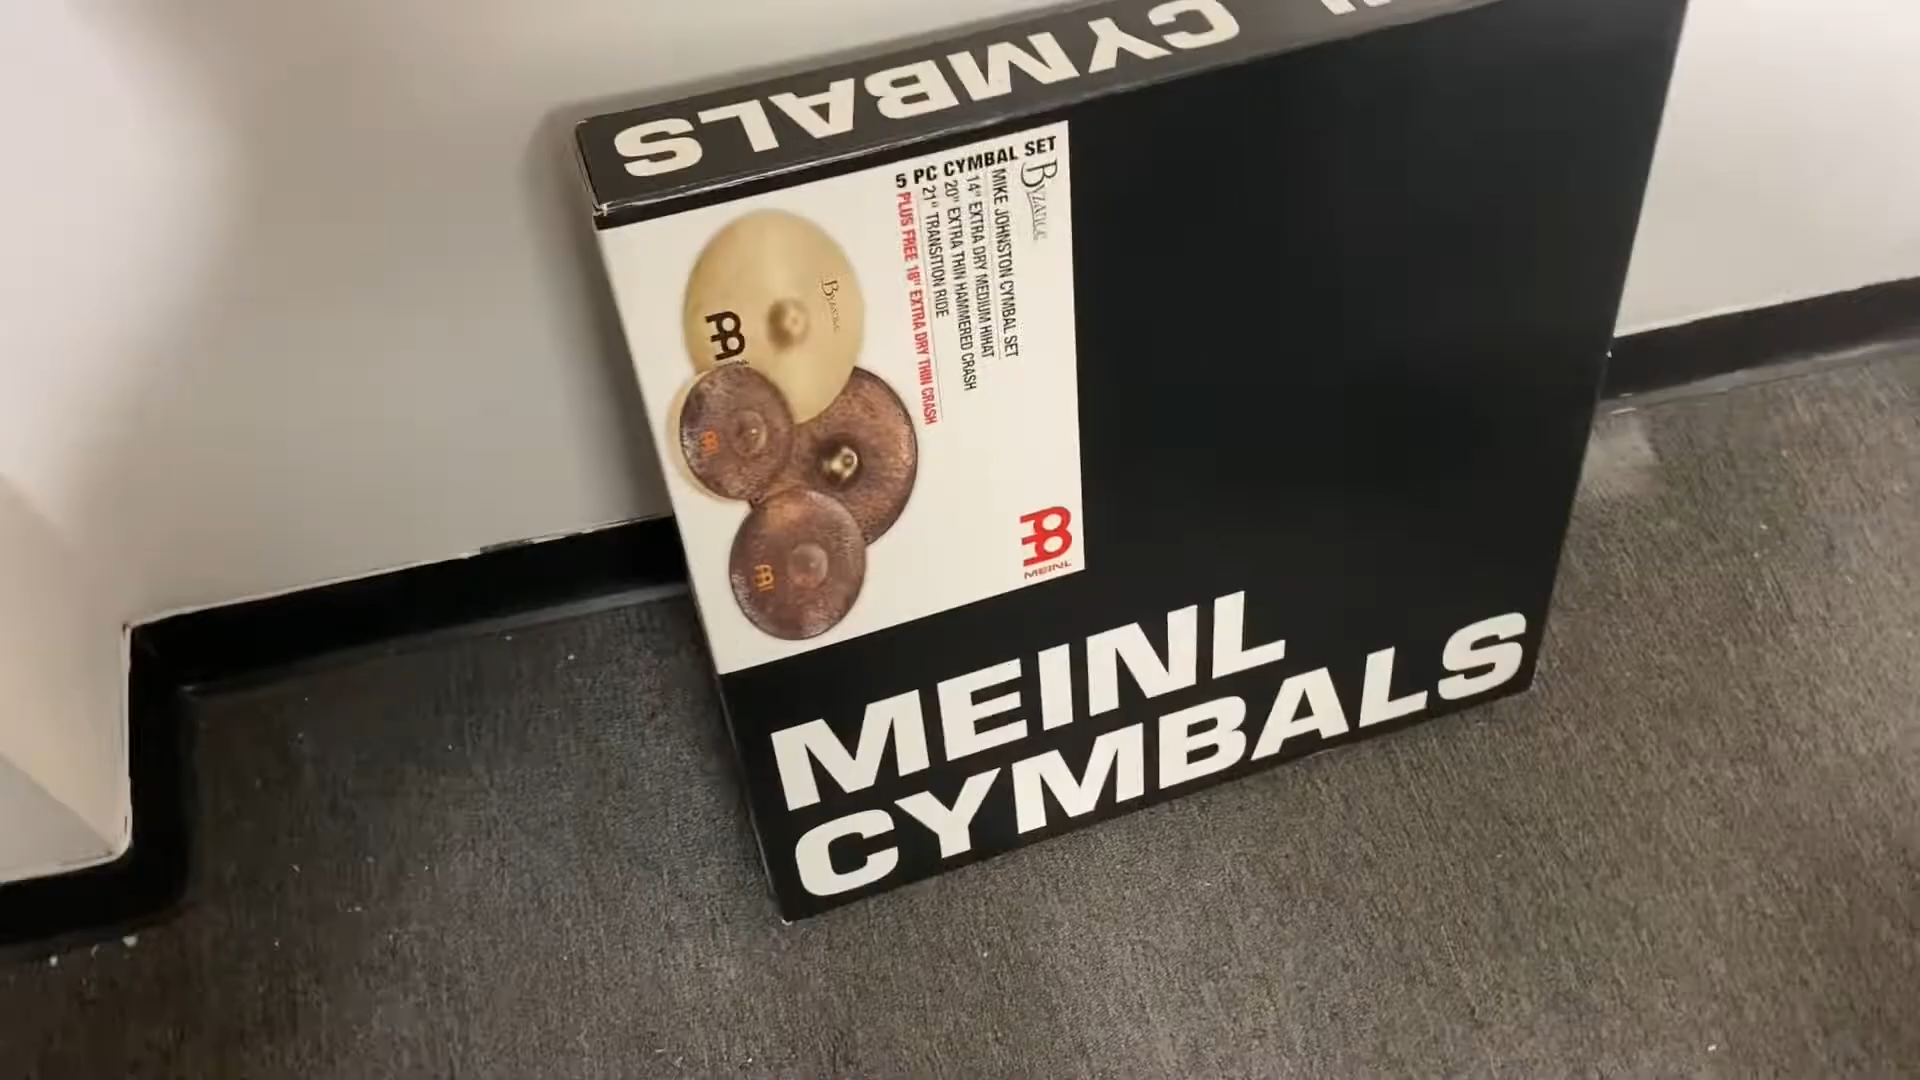 CYMBALS
5 PC CYMBAL SET
BYZANCE
MIKE JOHNSTON CYMBAL SET
14" EXTRA DRY MEDIUM HIHAT
20" EXTRA THIN HAMMERED CRASH
21" TRANSITION RIDE
PLUS FREE 18" EXTRA DRY THIN CRASH
BYZANCE
MEINL
MEINL
CYMBALS